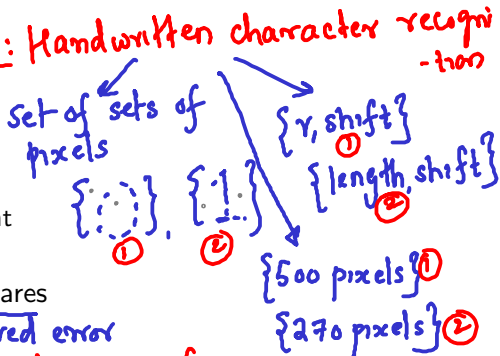 : Handwritten character recogni
-tion
set of sets of
pixels
{r, shift}
①
{length, shift}
②
{ }, { }
① ②
nt
{500 pixels} ①
ares
{270 pixels} ②
red error